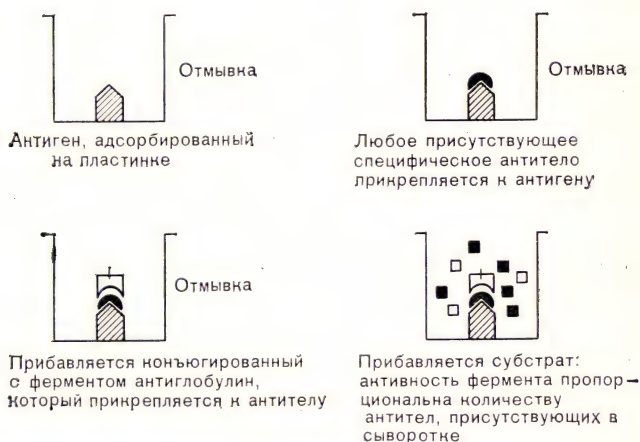 Отмывка
Антиген, адсорбированный
на пластинке
Отмывка
Любое присутствующее
специфическое антитело
прикрепляется к антигену
Отмывка
Прибавляется конъюгированный
с ферментом антиглобулин,
который прикрепляется к антителу
Прибавляется субстрат:
активность фермента пропор-
циональна количеству
антител, присутствующих в
сыворотке